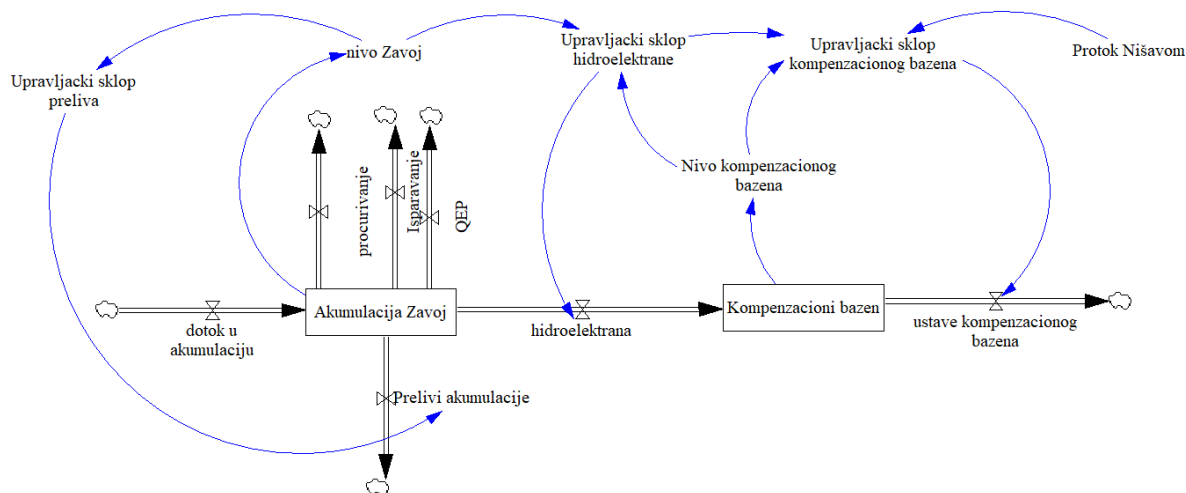 nivo Zavoj
Upravljacki sklop
hidroelektrane
Upravljacki sklop
kompenzacionog bazena
Protok Nišavom
Upravljacki sklop
preliva
procurivanje
Isparavanje
QEP
Nivo kompenzacionog
bazena
dotok u
akumulaciju
Akumulacija Zavoj
hidroelektrana
Kompenzacioni bazen
ustave kompenzacionog
bazena
Prelivi akumulacije